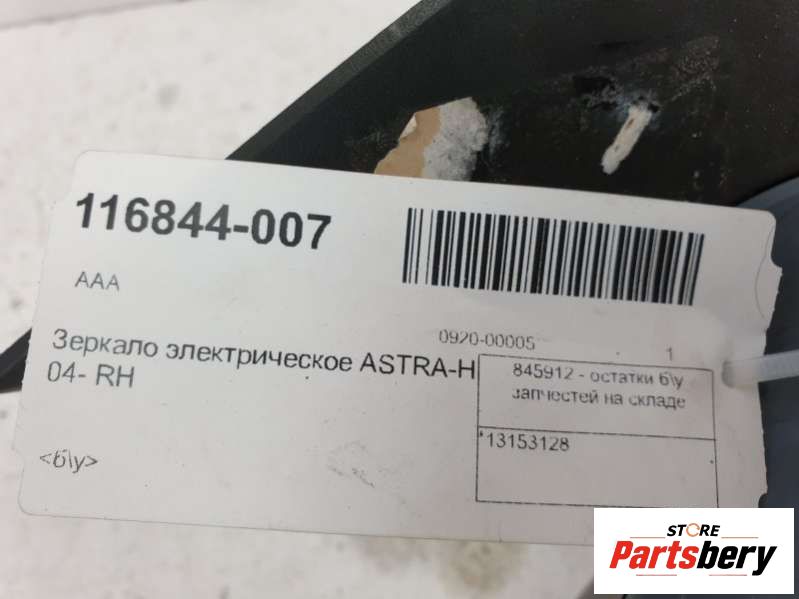 116844-007
AAA
0920-00005 1
Зеркало электрическое ASTRA-H
04- RH
845912 - остатки б\у
запчестей на складе
*13153128
<б\у>
STORE
Partsbery